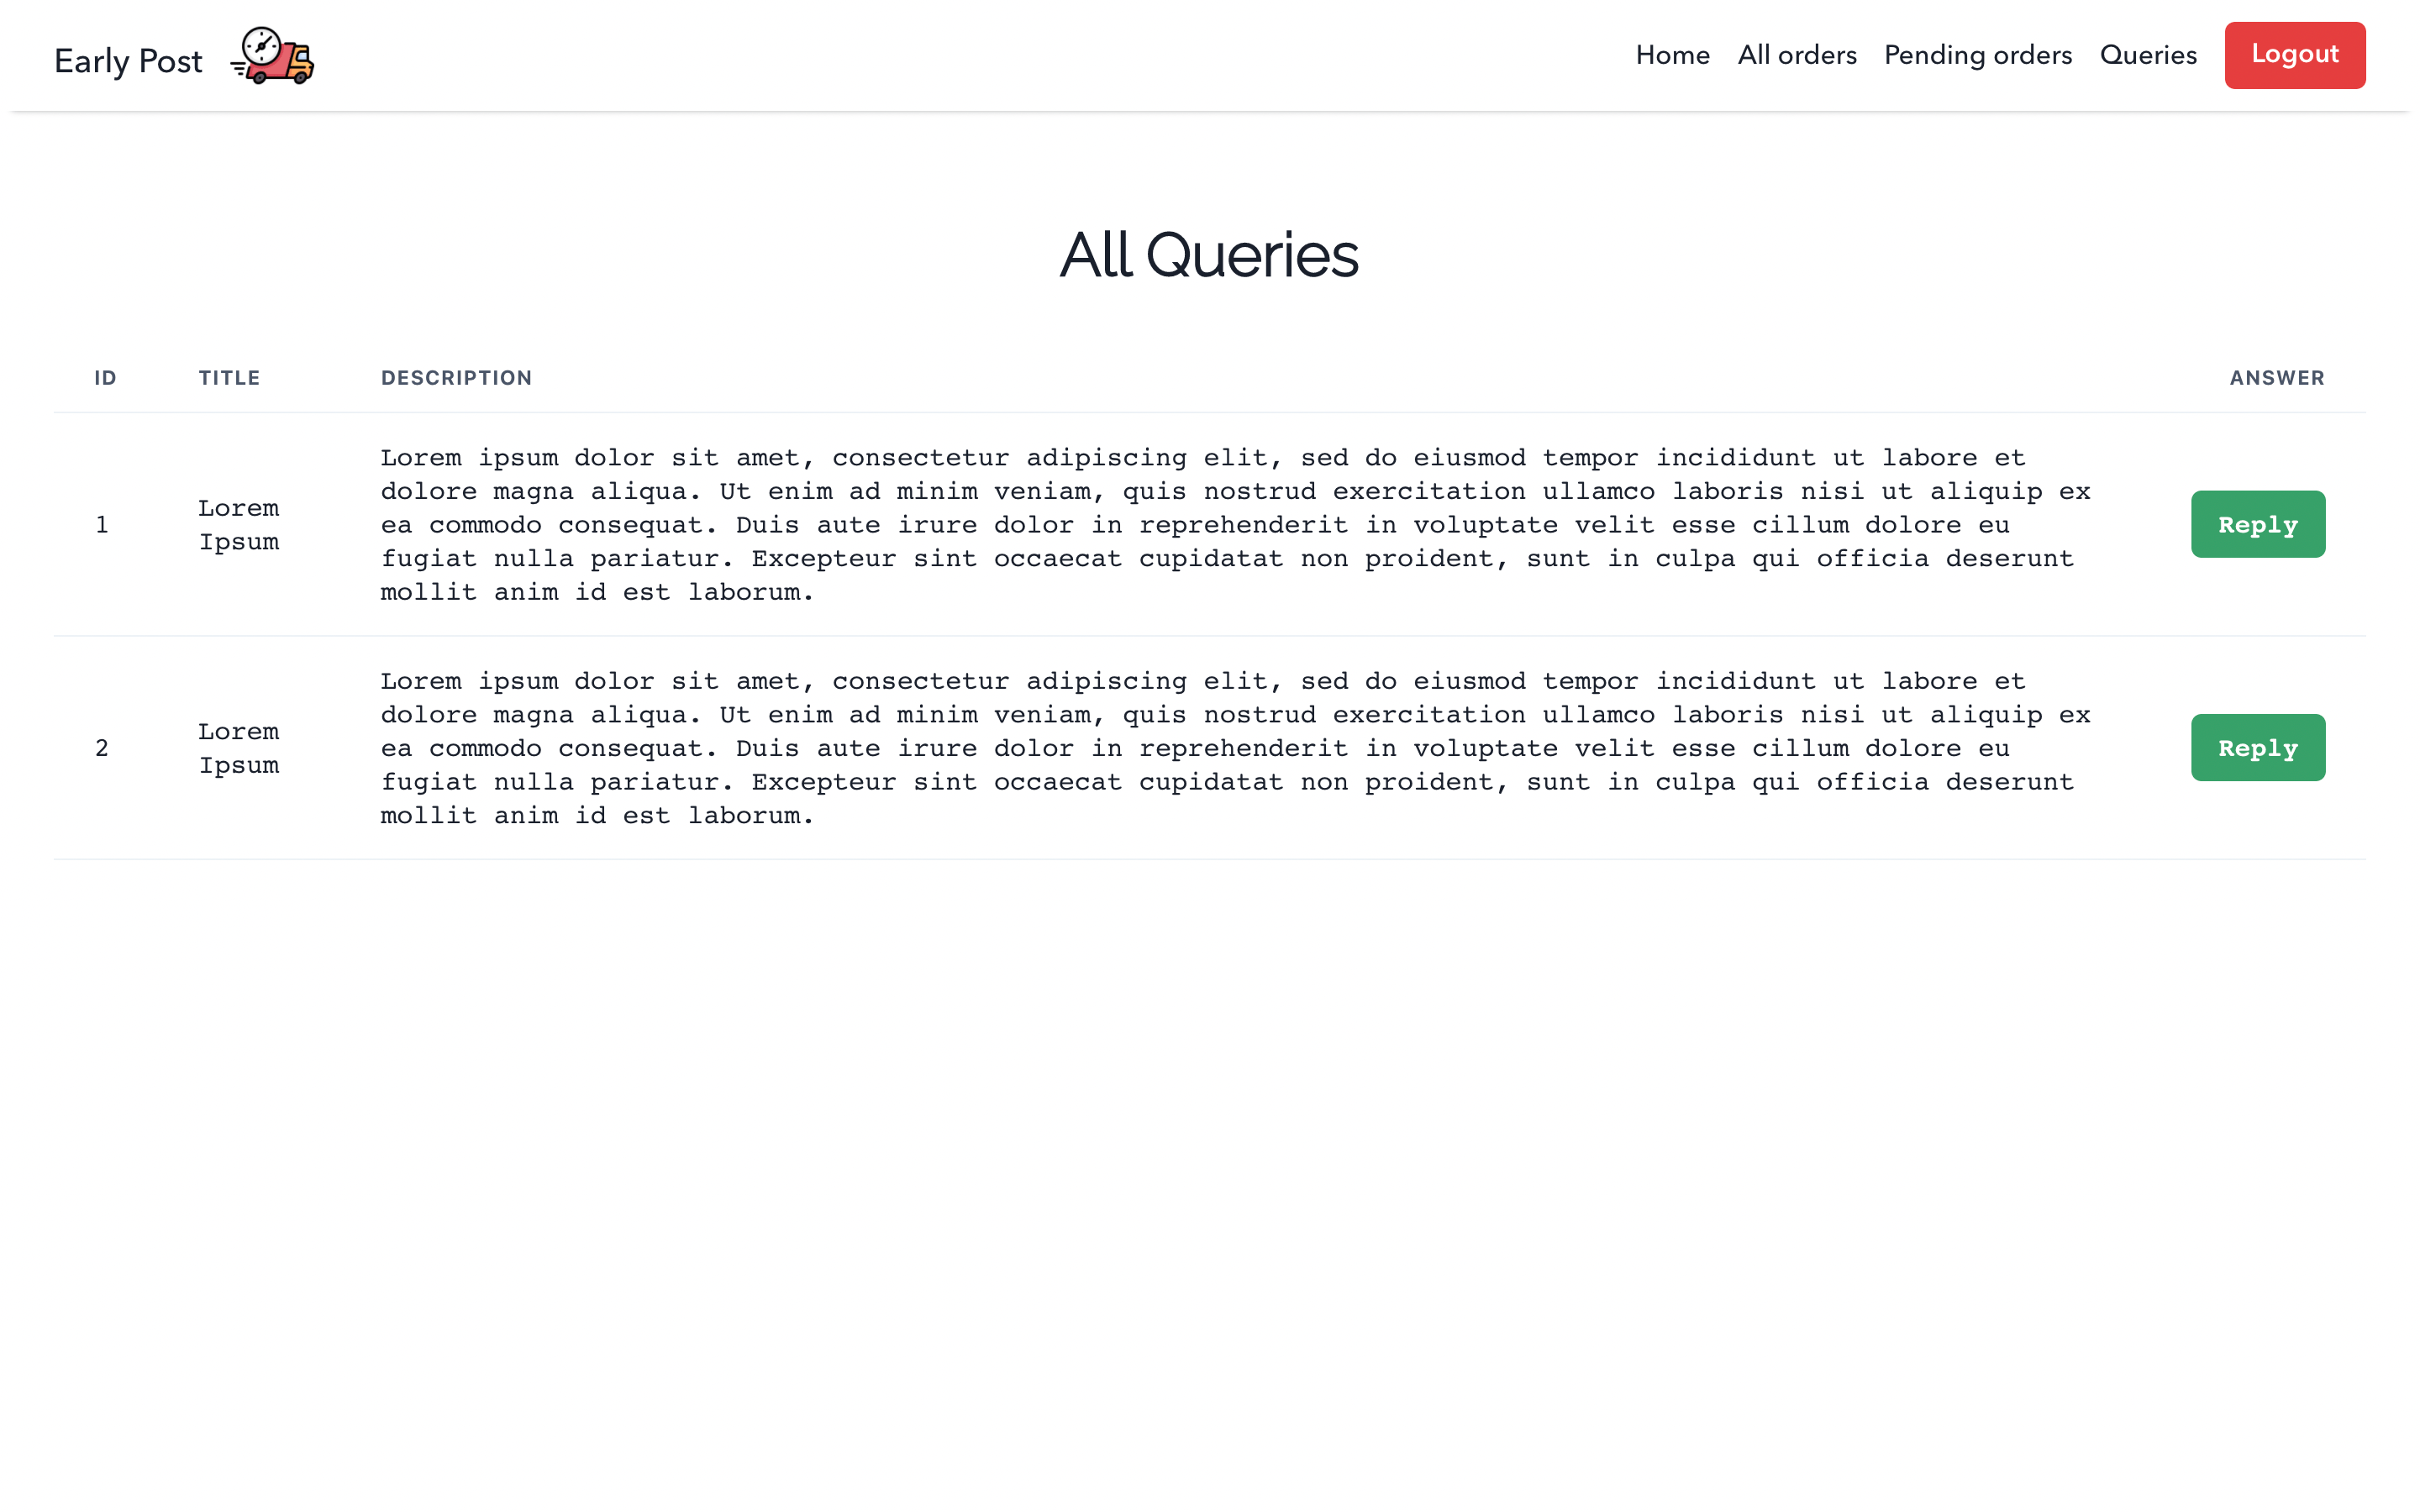 Early Post
Home All orders Pending orders Queries Logout
All Queries
ID TITLE DESCRIPTION ANSWER
1
Lorem
Ipsum
Lorem ipsum dolor sit amet, consectetur adipiscing elit, sed do eiusmod tempor incididunt ut labore et
dolore magna aliqua. Ut enim ad minim veniam, quis nostrud exercitation ullamco laboris nisi ut aliquip ex
ea commodo consequat. Duis aute irure dolor in reprehenderit in voluptate velit esse cillum dolore eu
fugiat nulla pariatur. Excepteur sint occaecat cupidatat non proident, sunt in culpa qui officia deserunt
mollit anim id est laborum.
Reply
2
Lorem
Ipsum
Lorem ipsum dolor sit amet, consectetur adipiscing elit, sed do eiusmod tempor incididunt ut labore et
dolore magna aliqua. Ut enim ad minim veniam, quis nostrud exercitation ullamco laboris nisi ut aliquip ex
ea commodo consequat. Duis aute irure dolor in reprehenderit in voluptate velit esse cillum dolore eu
fugiat nulla pariatur. Excepteur sint occaecat cupidatat non proident, sunt in culpa qui officia deserunt
mollit anim id est laborum.
Reply